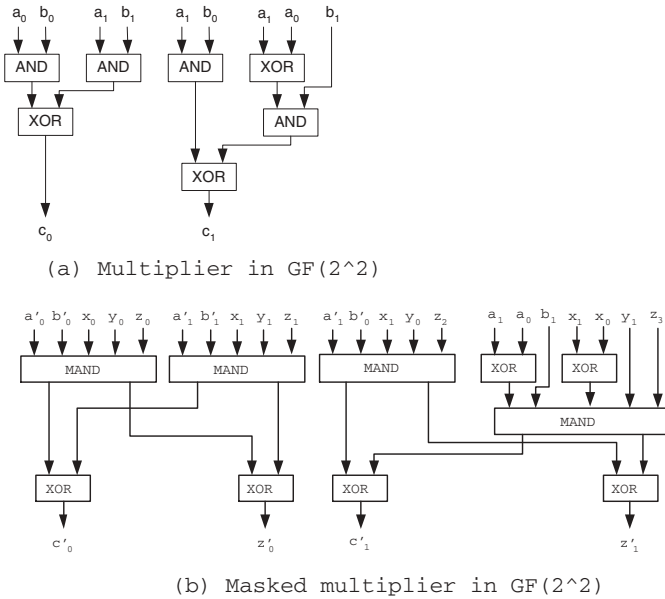 a₀ b₀ a₁ b₁ a₁ b₀ a₁ a₀ b₁
AND AND AND XOR
XOR AND
XOR
c₀ c₁
(a) Multiplier in GF(2^2)
a'₀ b'₀ x₀ y₀ z₀ a'₁ b'₁ x₁ y₁ z₁ a'₁ b'₀ x₁ y₀ z₂ a₁ a₀ b₁ x₁ x₀ y₁ z₃
MAND MAND MAND XOR XOR
MAND
XOR XOR XOR XOR
c'₀ z'₀ c'₁ z'₁
(b) Masked multiplier in GF(2^2)